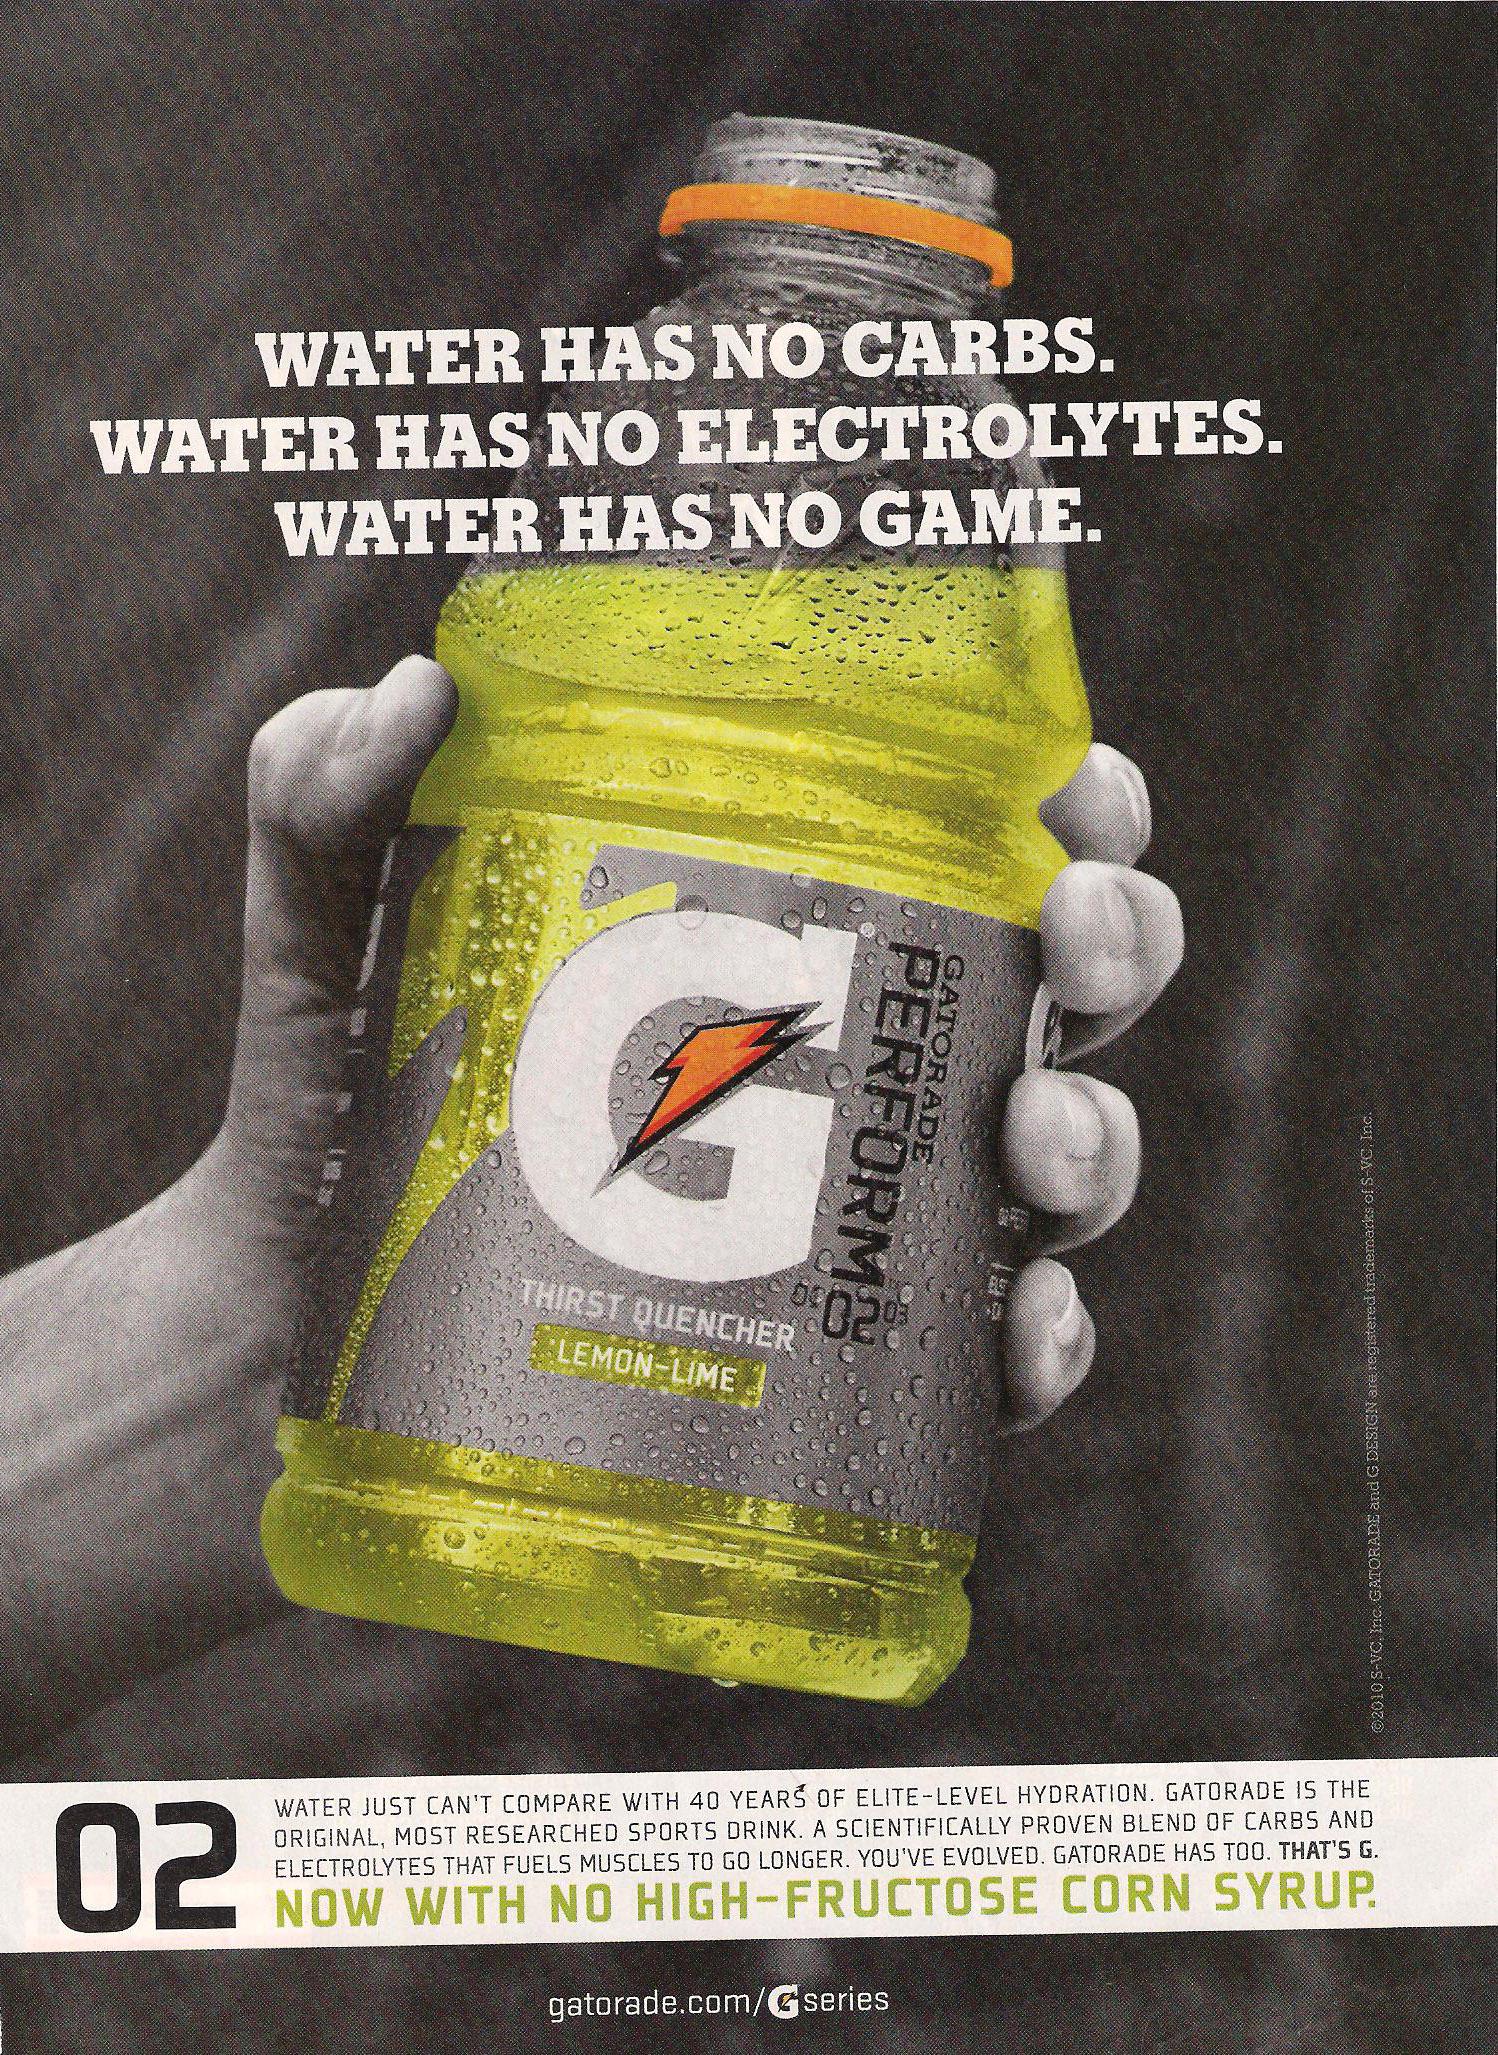 WATER HAS NO CARBS.
WATER HAS NO ELECTROLYTES.
WATER HAS NO GAME.
G
GATORADE
PERFORM 02
01
03
THIRST QUENCHER
LEMON-LIME
©2010 S-VC, Inc. GATORADE and G DESIGN are registered trademarks of S-VC, Inc.
02
WATER JUST CAN'T COMPARE WITH 40 YEARS OF ELITE-LEVEL HYDRATION. GATORADE IS THE
ORIGINAL, MOST RESEARCHED SPORTS DRINK. A SCIENTIFICALLY PROVEN BLEND OF CARBS AND
ELECTROLYTES THAT FUELS MUSCLES TO GO LONGER. YOU'VE EVOLVED. GATORADE HAS TOO. THAT'S G.
NOW WITH NO HIGH-FRUCTOSE CORN SYRUP.
gatorade.com/Gseries